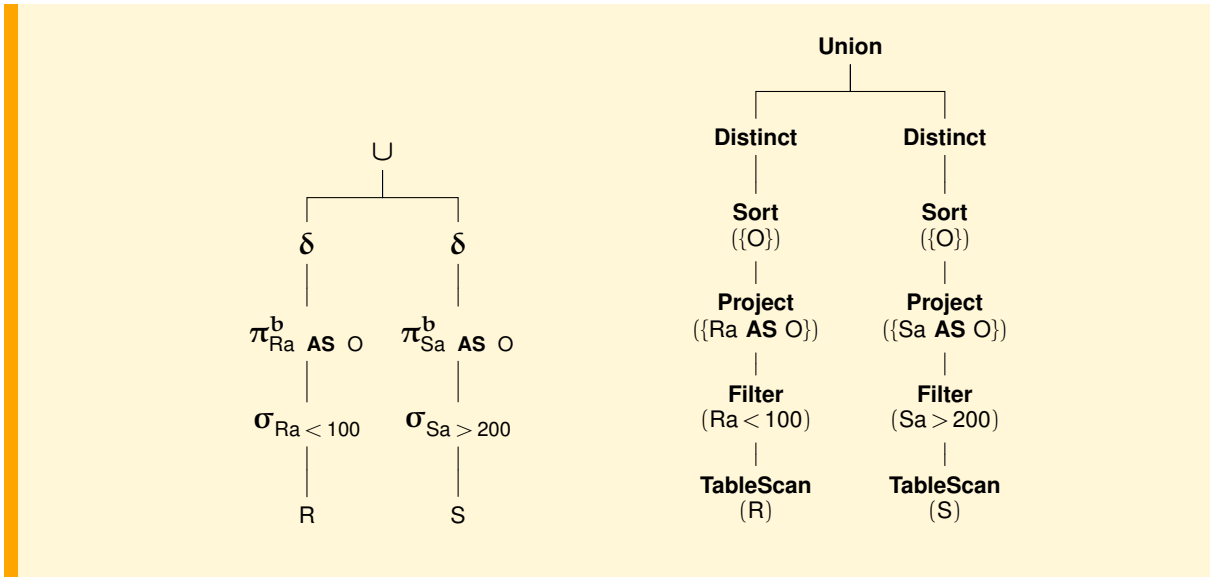 ∪
δ δ
π^b_Ra AS O π^b_Sa AS O
σ_Ra < 100 σ_Sa > 200
R S
Union
Distinct Distinct
Sort Sort
({O}) ({O})
Project Project
({Ra AS O}) ({Sa AS O})
Filter Filter
(Ra < 100) (Sa > 200)
TableScan TableScan
(R) (S)